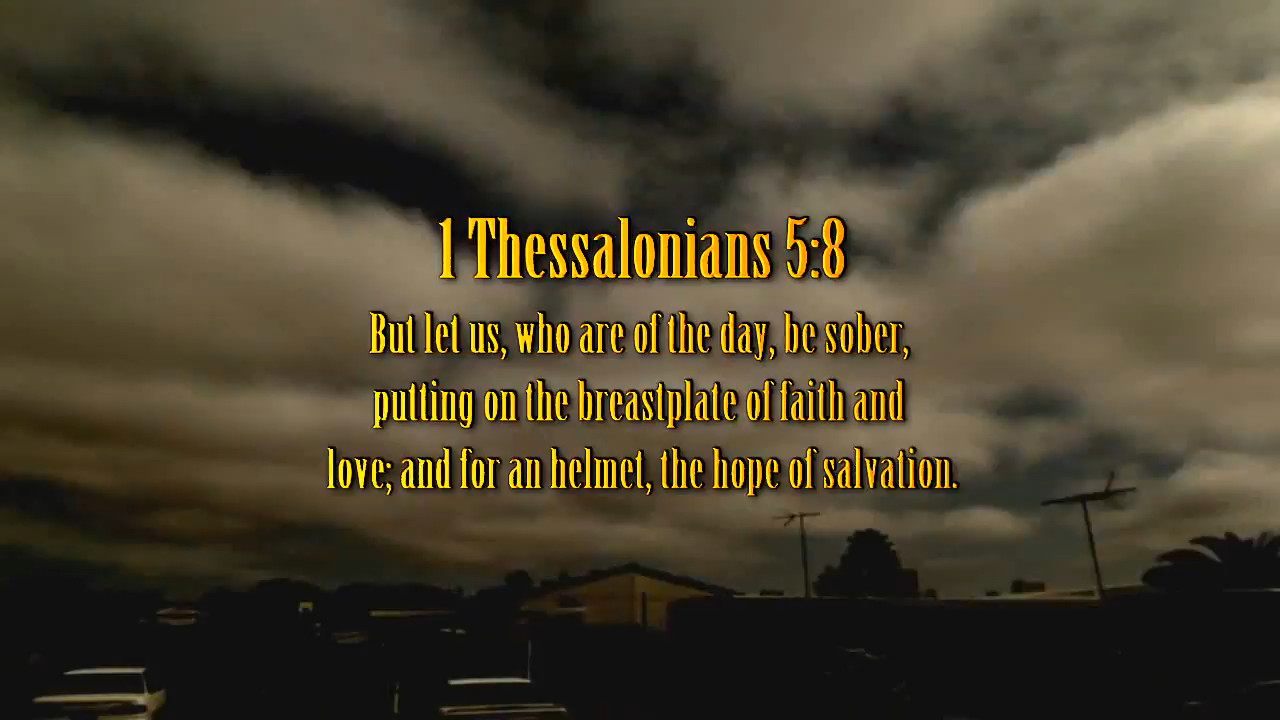 1 Thessalonians 5:8
But let us, who are of the day, be sober,
putting on the breastplate of faith and
love; and for an helmet, the hope of salvation.